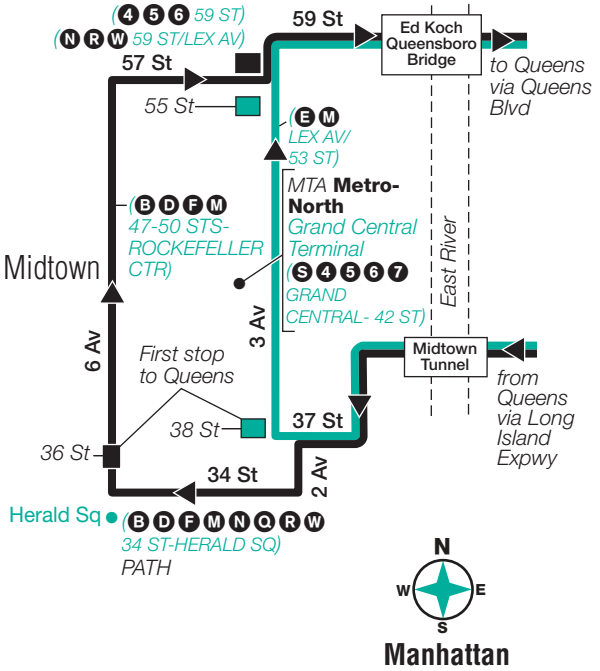 (4 5 6 59 ST)
(N R W 59 ST/LEX AV)
59 St
Ed Koch
Queensboro
Bridge
57 St
to Queens
via Queens
Blvd
55 St
(E M
LEX AV/
53 ST)
MTA Metro-
North
Grand Central
Terminal
(S 4 5 6 7
GRAND
CENTRAL- 42 ST)
(B D F M
47-50 STS-
ROCKEFELLER
CTR)
East River
Midtown
6 Av
3 Av
First stop
to Queens
Midtown
Tunnel
from
Queens
via Long
Island
Expwy
38 St
37 St
36 St
34 St
2 Av
Herald Sq
(B D F M N Q R W
34 ST-HERALD SQ)
PATH
N
W
E
S
Manhattan